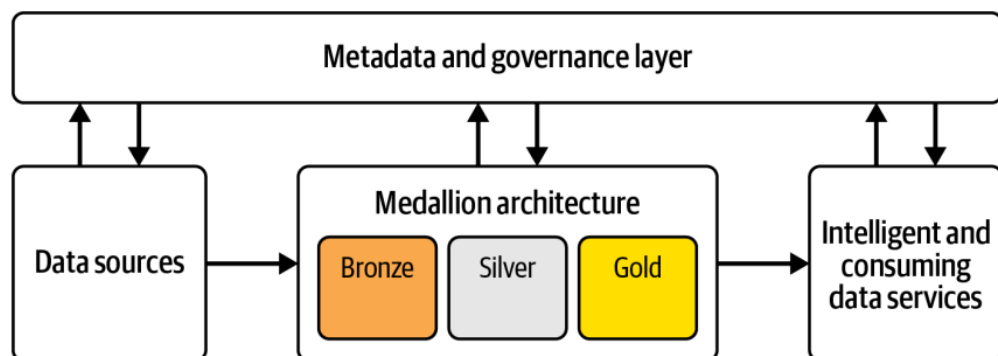 Metadata and governance layer
Data sources
Medallion architecture
Bronze
Silver
Gold
Intelligent and
consuming
data services